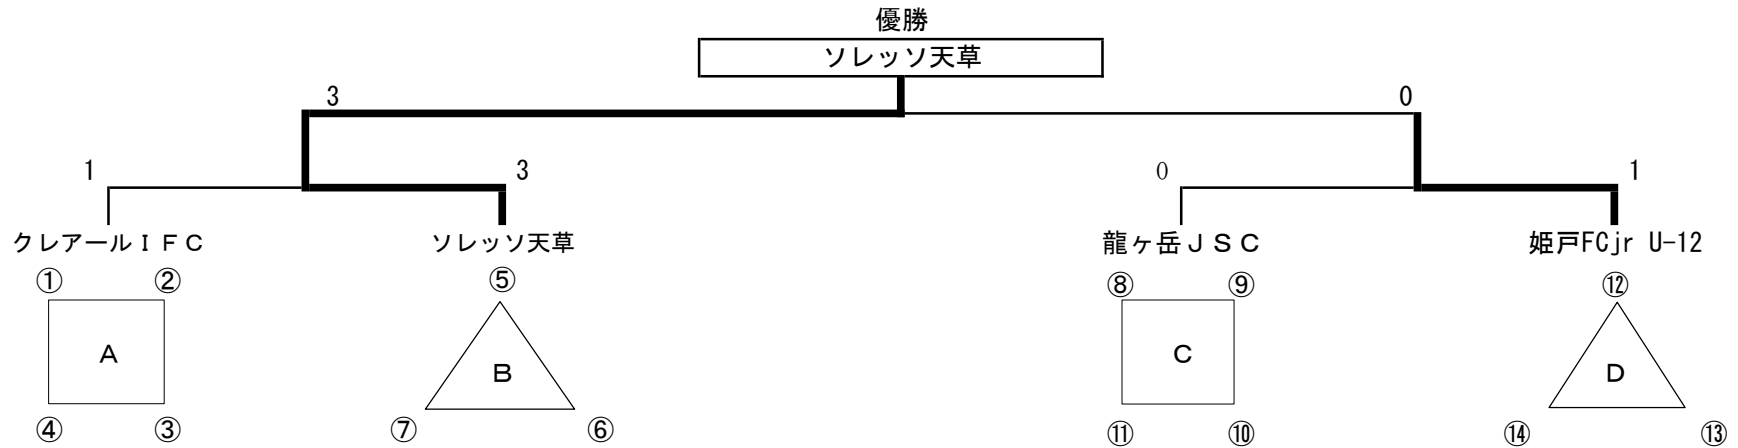 優勝
ソレッソ天草
3 0
1 3 0 1
クレアールＩＦＣ ソレッソ天草 龍ヶ岳ＪＳＣ 姫戸FCjr U-12
① ② ⑤ ⑧ ⑨ ⑫
Ａ Ｂ Ｃ Ｄ
④ ③ ⑦ ⑥ ⑪ ⑩ ⑭ ⑬